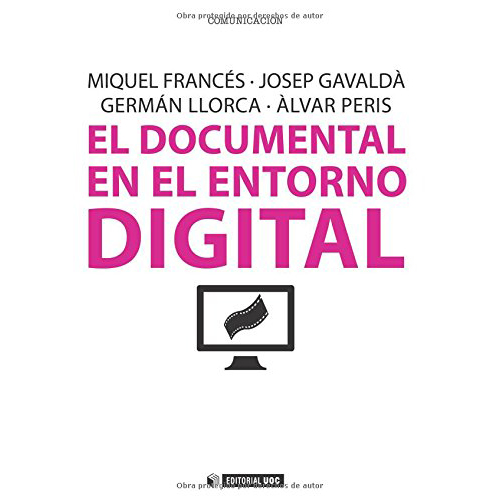 Obra protegida por derechos de autor
COMUNICACIÓN
MIQUEL FRANCÉS · JOSEP GAVALDÀ
GERMÁN LLORCA · ÀLVAR PERIS
EL DOCUMENTAL
EN EL ENTORNO
DIGITAL
Obra protegida por derechos de autor
EDITORIAL UOC